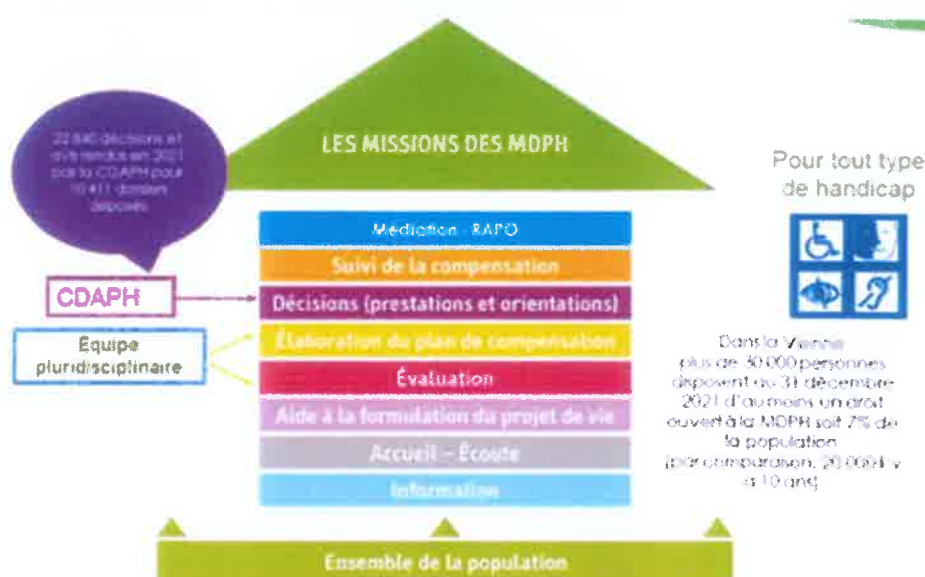 LES MISSIONS DES MDPH
22 840 décisions et
avis rendus en 2021
par la CDAPH pour
10 411 dossiers
déposés
Médiation - RAPO
Suivi de la compensation
CDAPH
Décisions (prestations et orientations)
Équipe
pluridisciplinaire
Élaboration du plan de compensation
Évaluation
Aide à la formulation du projet de vie
Accueil – Écoute
Information
Ensemble de la population
Pour tout type
de handicap
Dans la Vienne
plus de 30 000 personnes
disposent au 31 décembre
2021 d'au moins un droit
ouvert à la MDPH soit 7% de
la population
(par comparaison, 20 000 il y
a 10 ans)